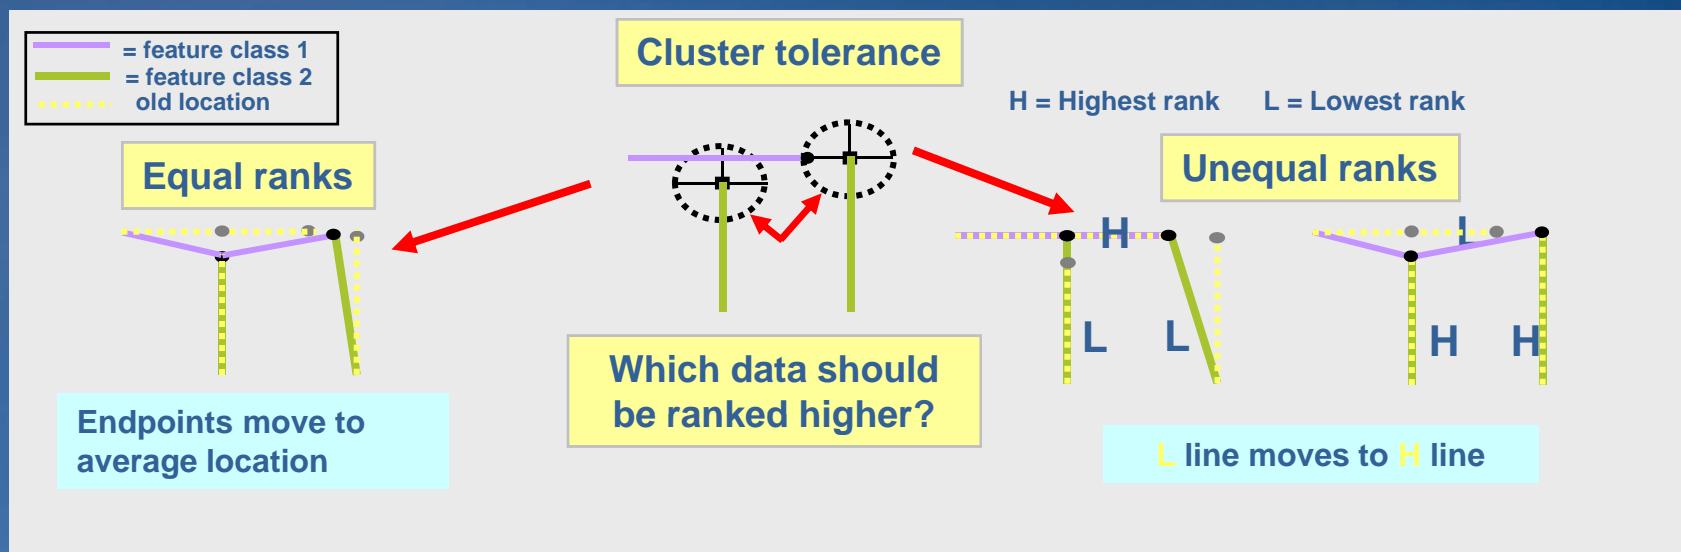 = feature class 1
= feature class 2
old location
Cluster tolerance
H = Highest rank L = Lowest rank
Equal ranks
Unequal ranks
H
L
L
L
H
H
Which data should
be ranked higher?
Endpoints move to
average location
L line moves to H line